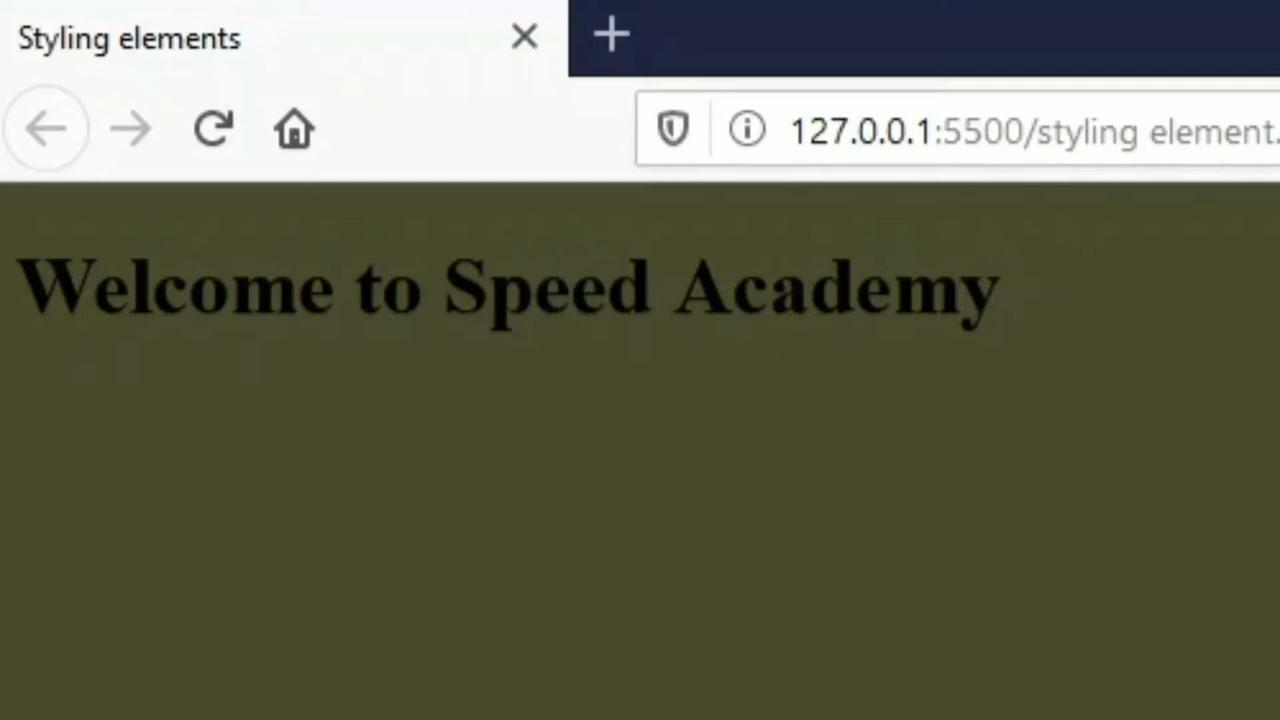 Styling elements
127.0.0.1:5500/styling element.
Welcome to Speed Academy